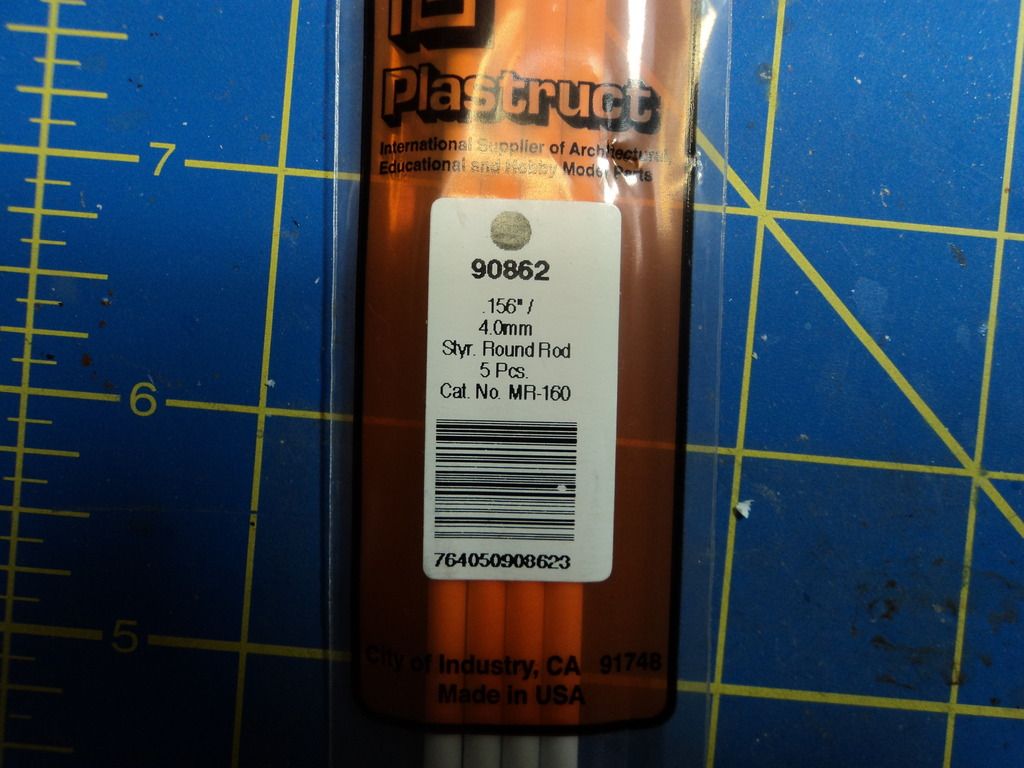 Plastruct
International Supplier of Architectural,
Educational and Hobby Model Parts
90862
.156" /
4.0mm
Styr. Round Rod
5 Pcs.
Cat. No. MR-160
764050908623
City of Industry, CA 91748
Made in USA
7
6
5